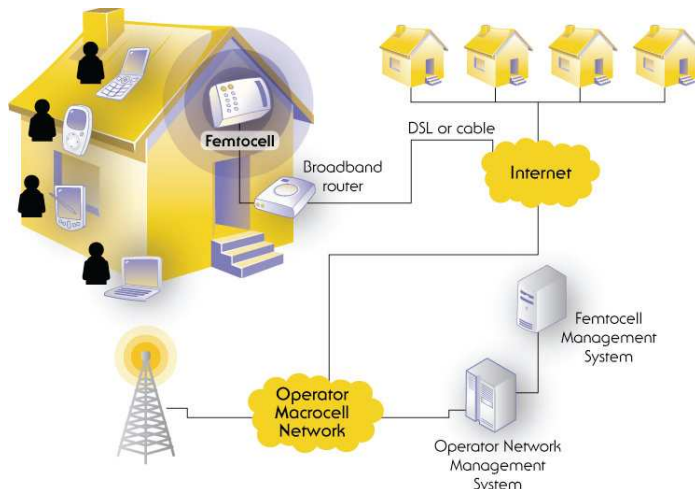 Femtocell
DSL or cable
Broadband
router
Internet
Femtocell
Management
System
Operator
Macrocell
Network
Operator Network
Management
System